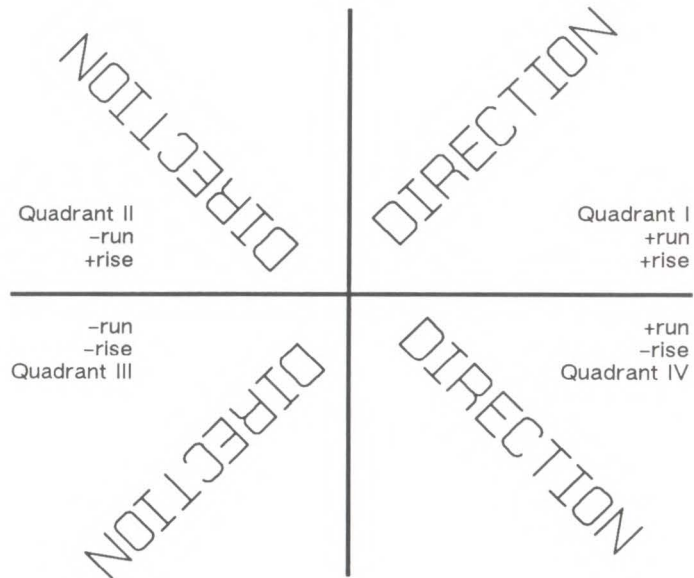 DIRECTION
DIRECTION
Quadrant II
-run
+rise
Quadrant I
+run
+rise
-run
-rise
Quadrant III
+run
-rise
Quadrant IV
DIRECTION
DIRECTION